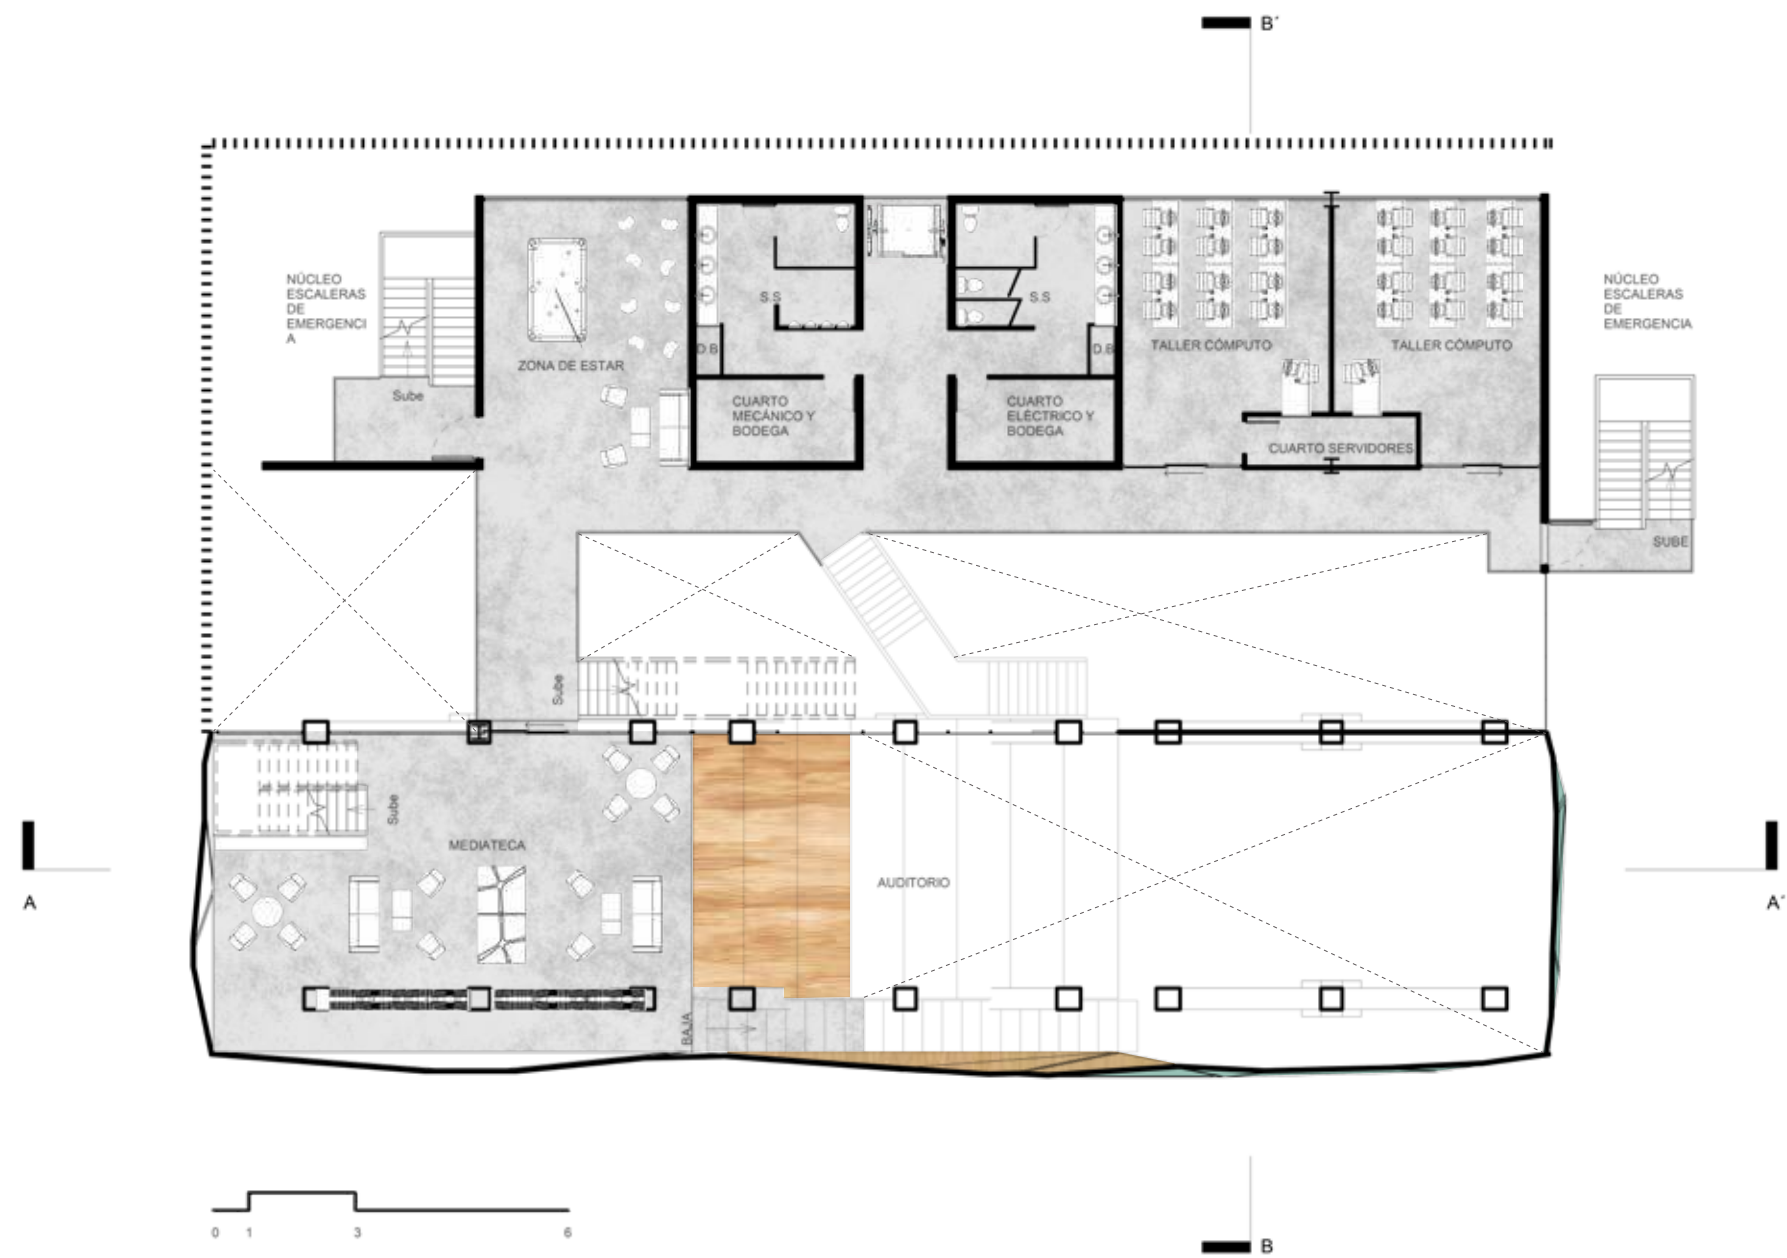 B´
NÚCLEO
ESCALERAS
DE
EMERGENCI
A
Sube
ZONA DE ESTAR
S.S
D.B
CUARTO
MECÁNICO Y
BODEGA
S.S
D.B
CUARTO
ELÉCTRICO Y
BODEGA
TALLER CÓMPUTO
TALLER CÓMPUTO
CUARTO SERVIDORES
NÚCLEO
ESCALERAS
DE
EMERGENCIA
SUBE
Sube
Sube
MEDIATECA
AUDITORIO
BAJA
A
A´
0 1 3 6
B